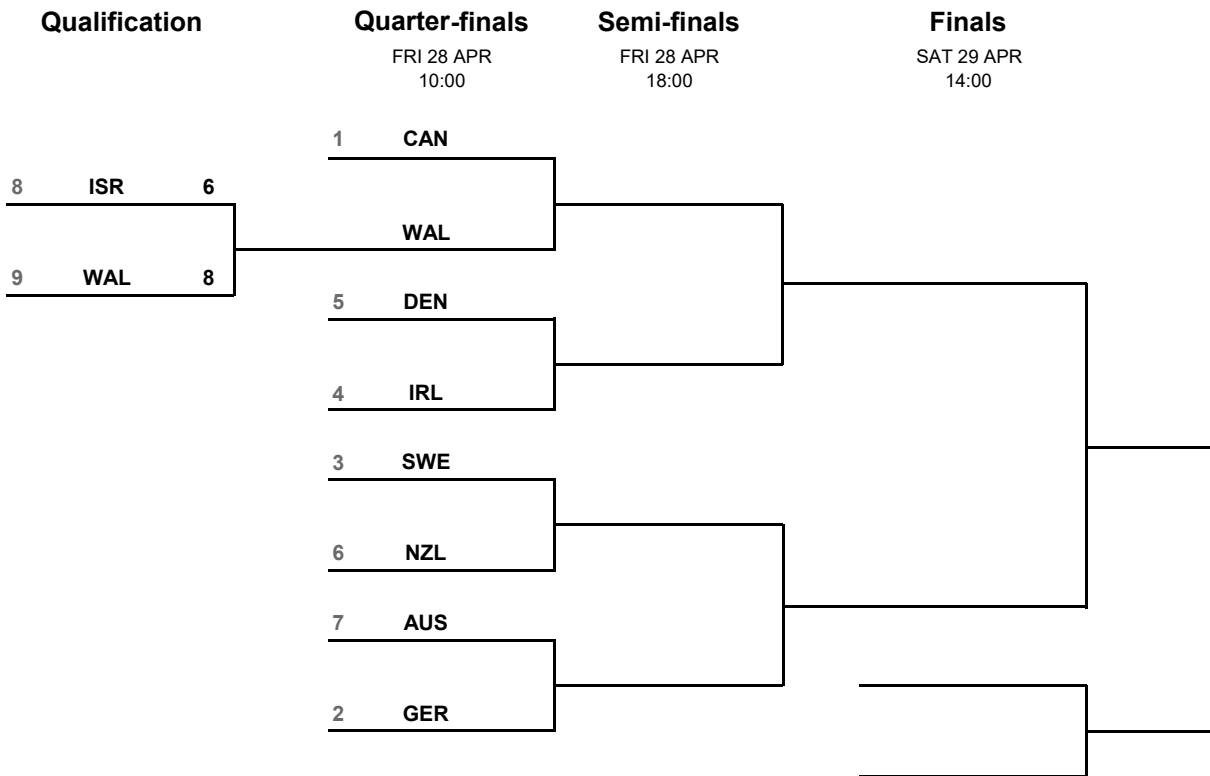 Qualification Quarter-finals Semi-finals Finals
FRI 28 APR FRI 28 APR SAT 29 APR
10:00 18:00 14:00
1 CAN
8 ISR 6
WAL
9 WAL 8
5 DEN
4 IRL
3 SWE
6 NZL
7 AUS
2 GER